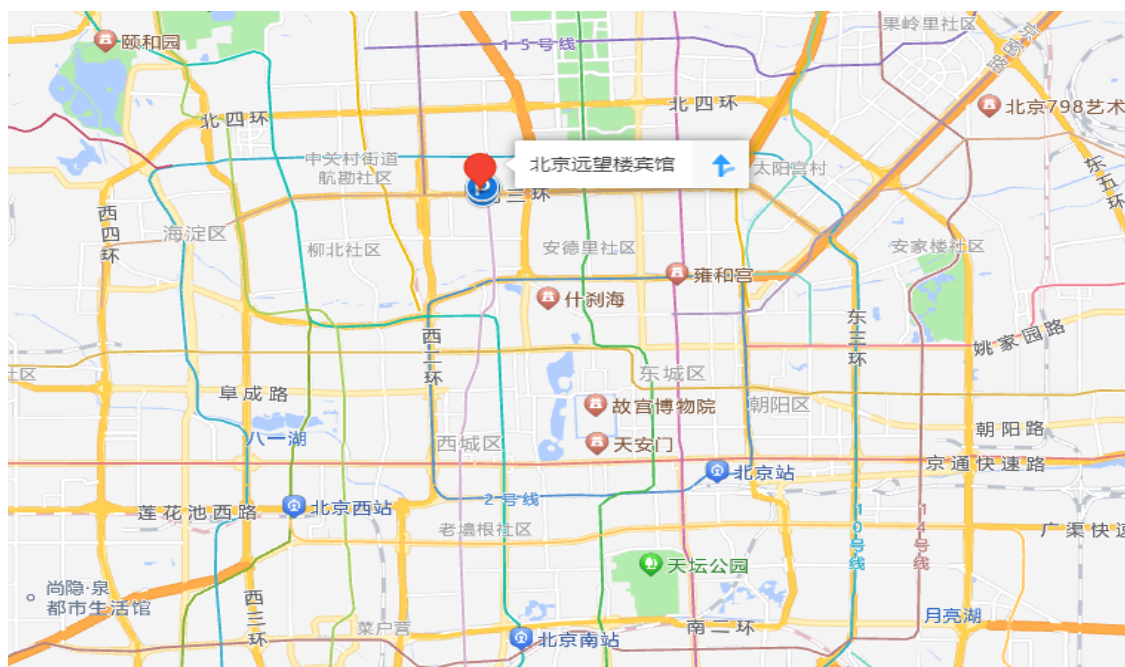 果岭里社区
颐和园
15号线
京密路
北四环
北四环
北京798艺术
中关村街道
航勘社区
北京远望楼宾馆
太阳宫村
东五环
三环
西四环
海淀区
柳北社区
安德里社区
安家楼社区
雍和宫
什刹海
西二环
东三环
姚家园路
社区
东城区
阜成路
故宫博物院
朝阳区
八一湖
西城区
天安门
朝阳路
京通快速路
北京站
2号线
莲花池西路
北京西站
老墙根社区
10号线
14号线
广渠快速
天坛公园
尚隐·泉
都市生活馆
西三环
菜户营
南二环
月亮湖
北京南站